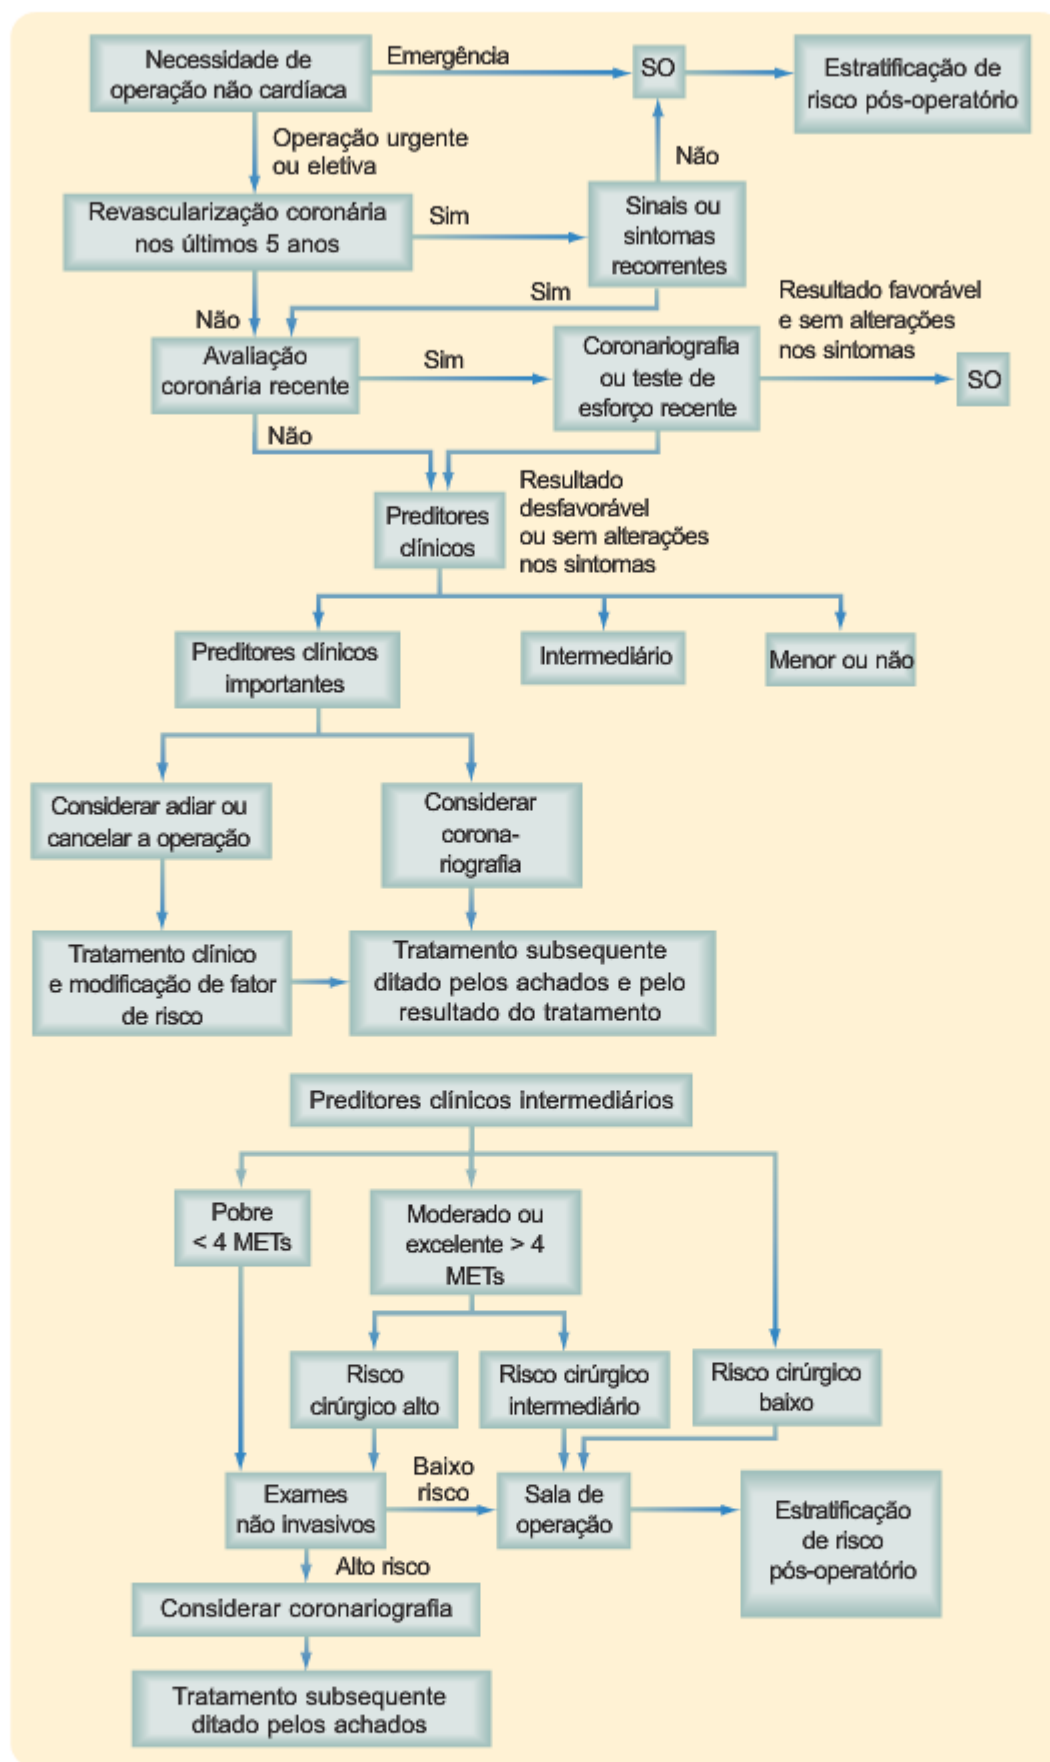 Necessidade de
operação não cardíaca
Emergência
SO
Estratificação de
risco pós-operatório
Operação urgente
ou eletiva
Não
Revascularização coronária
nos últimos 5 anos
Sim
Sinais ou
sintomas
recorrentes
Sim
Não
Resultado favorável
e sem alterações
nos sintomas
Avaliação
coronária recente
Sim
Coronariografia
ou teste de
esforço recente
SO
Não
Preditores
clínicos
Resultado
desfavorável
ou sem alterações
nos sintomas
Preditores clínicos
importantes
Intermediário
Menor ou não
Considerar adiar ou
cancelar a operação
Considerar
corona-
riografia
Tratamento clínico
e modificação de fator
de risco
Tratamento subsequente
ditado pelos achados e pelo
resultado do tratamento
Preditores clínicos intermediários
Pobre
< 4 METs
Moderado ou
excelente > 4
METs
Risco
cirúrgico alto
Risco cirúrgico
intermediário
Risco cirúrgico
baixo
Exames
não invasivos
Baixo
risco
Sala de
operação
Estratificação
de risco
pós-operatório
Alto risco
Considerar coronariografia
Tratamento subsequente
ditado pelos achados